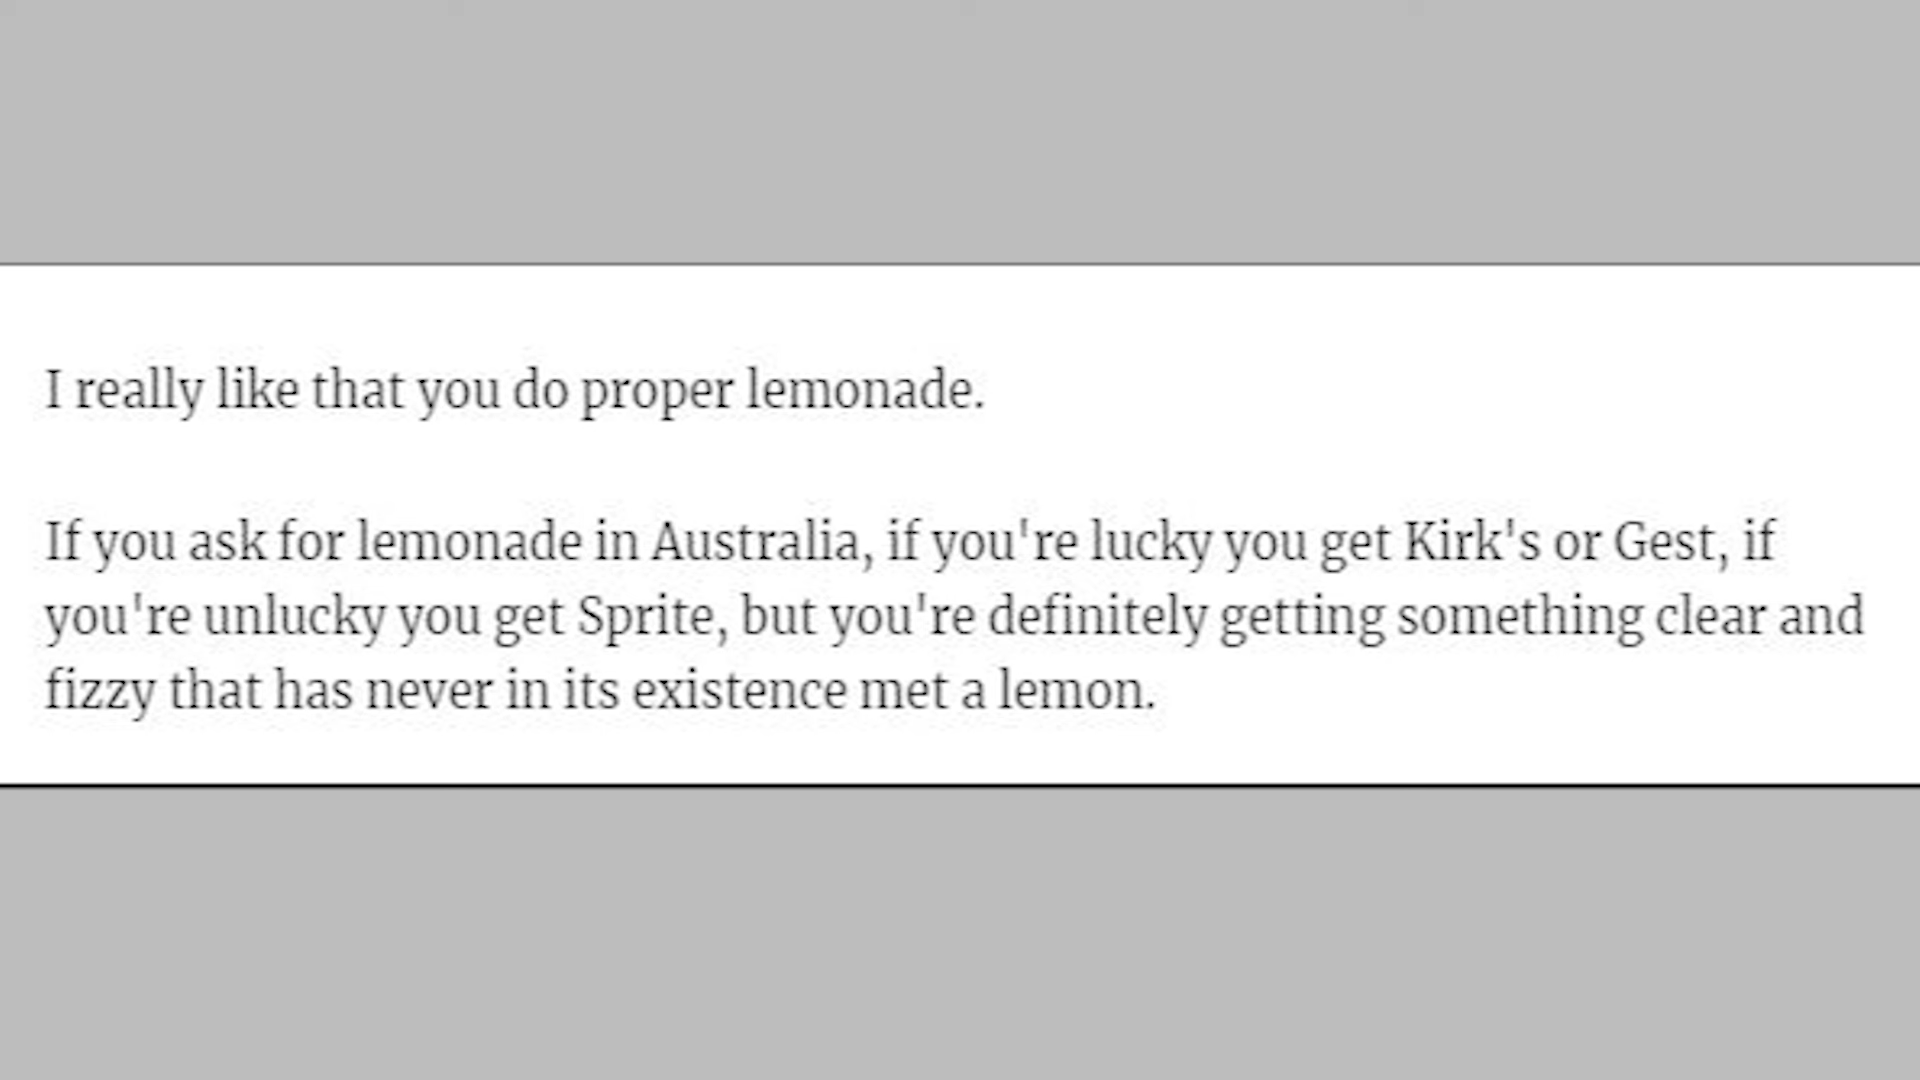 I really like that you do proper lemonade.
If you ask for lemonade in Australia, if you're lucky you get Kirk's or Gest, if
you're unlucky you get Sprite, but you're definitely getting something clear and
fizzy that has never in its existence met a lemon.